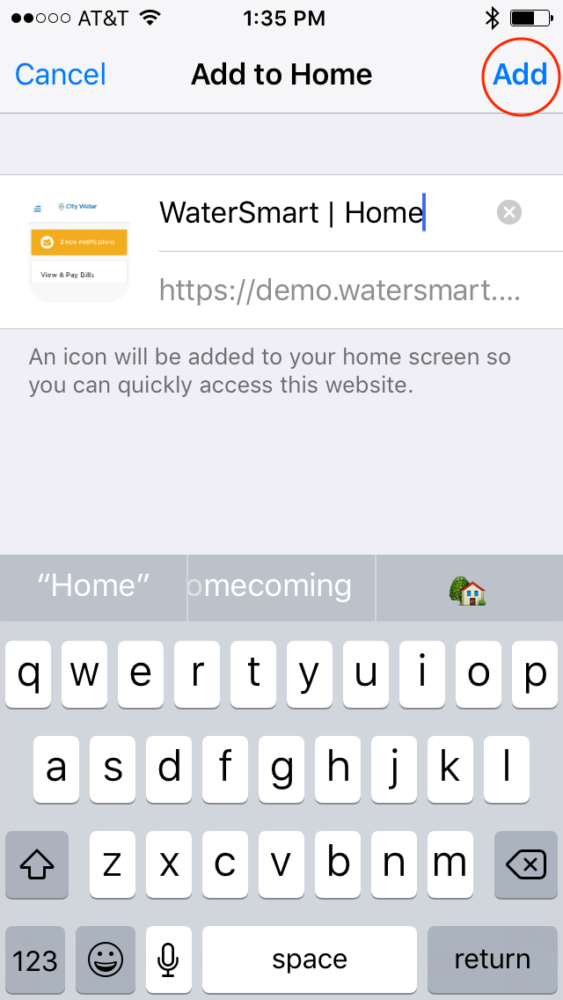 AT&T 1:35 PM
Cancel Add to Home Add
City Water
2 new notifications
View & Pay Bills
WaterSmart | Home
https://demo.watersmart....
An icon will be added to your home screen so
you can quickly access this website.
“Home” omecoming
q w e r t y u i o p
a s d f g h j k l
z x c v b n m
123 space return